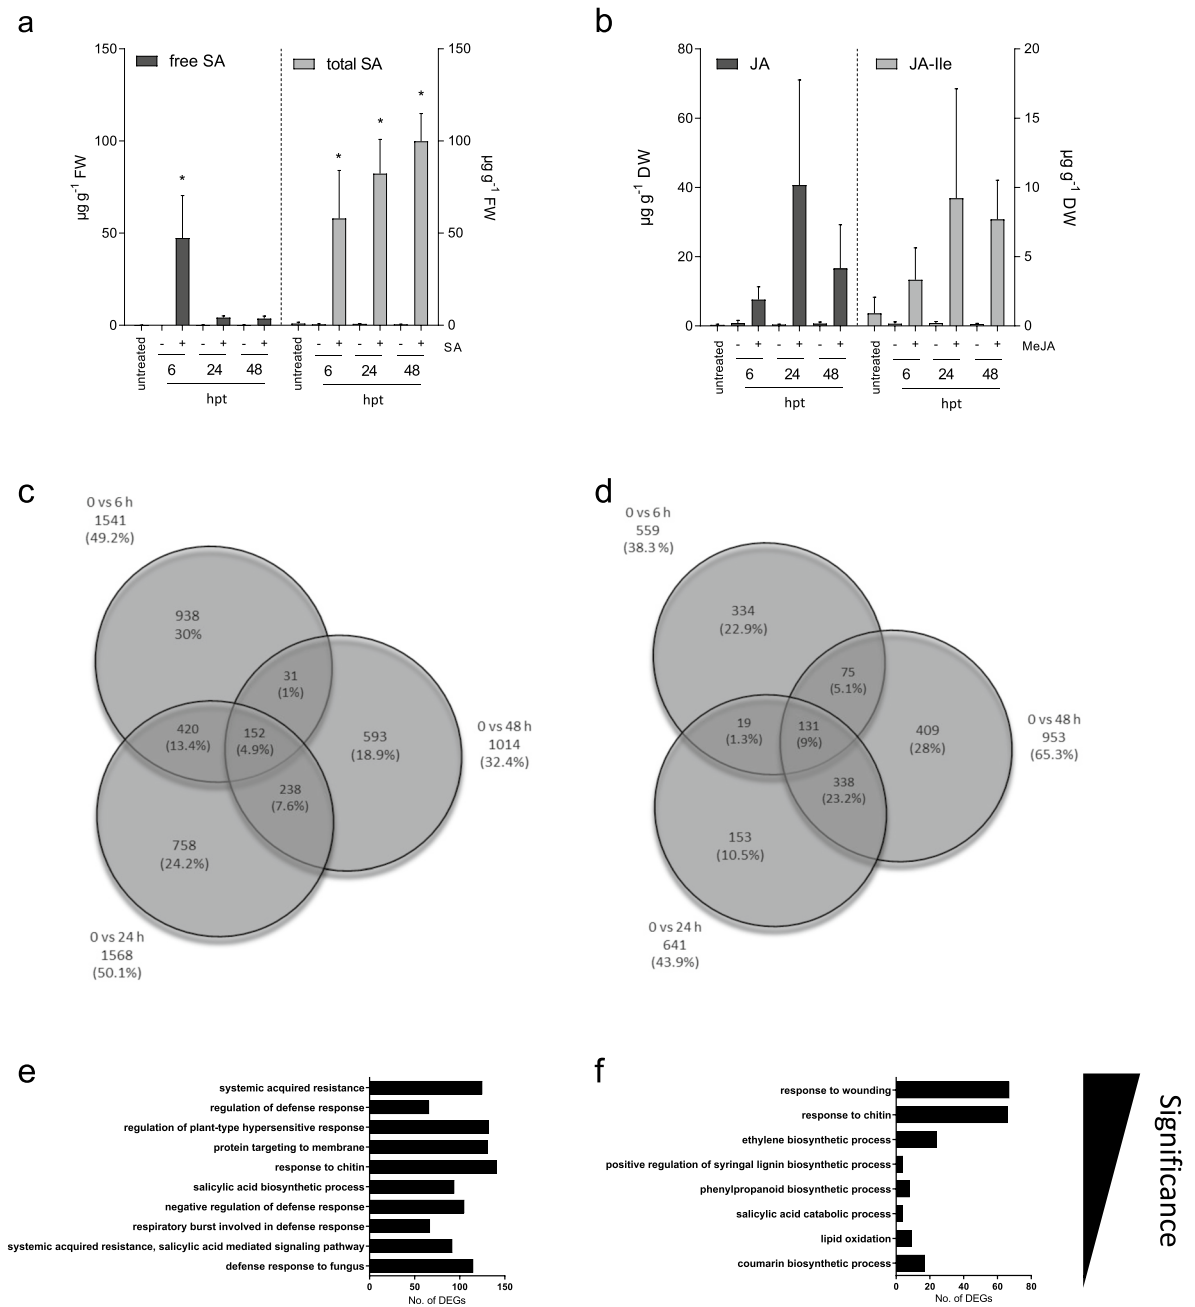 a
150
100
50
0
µg g-1 FW
free SA
total SA
*
*
*
*
150
100
50
0
µg g-1 FW
untreated
- + - + - +
- + - + - +
SA
6 24 48
6 24 48
hpt
hpt
b
80
60
40
20
0
µg g-1 DW
JA
JA-Ile
20
15
10
5
0
µg g-1 DW
untreated
- + - + - +
untreated
- + - + - +
MeJA
6 24 48
6 24 48
hpt
hpt
untreated
c
0 vs 6 h
1541
(49.2%)
938
30%
31
(1%)
420
(13.4%)
152
(4.9%)
593
(18.9%)
0 vs 48 h
1014
(32.4%)
238
(7.6%)
758
(24.2%)
0 vs 24 h
1568
(50.1%)
d
0 vs 6 h
559
(38.3 %)
334
(22.9%)
75
(5.1%)
19
(1.3%)
131
(9%)
409
(28%)
0 vs 48 h
953
(65.3%)
338
(23.2%)
153
(10.5%)
0 vs 24 h
641
(43.9%)
e
systemic acquired resistance
regulation of defense response
regulation of plant-type hypersensitive response
protein targeting to membrane
response to chitin
salicylic acid biosynthetic process
negative regulation of defense response
respiratory burst involved in defense response
systemic acquired resistance, salicylic acid mediated signaling pathway
defense response to fungus
0 50 100 150
No. of DEGs
f
response to wounding
response to chitin
ethylene biosynthetic process
positive regulation of syringal lignin biosynthetic process
phenylpropanoid biosynthetic process
salicylic acid catabolic process
lipid oxidation
coumarin biosynthetic process
0 20 40 60 80
No. of DEGs
Significance